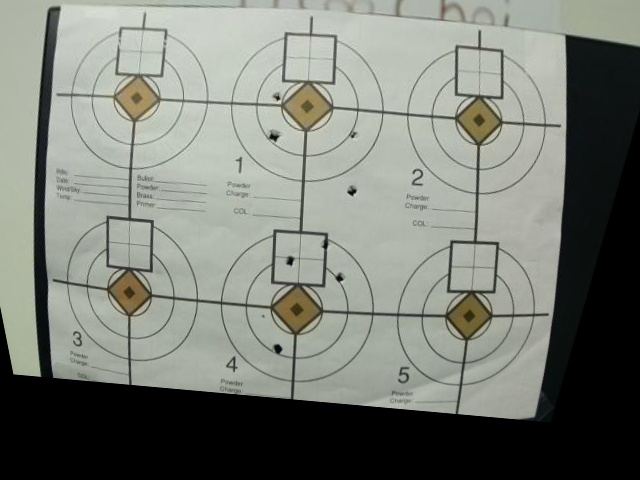 1
2
Rifle:
Date:
Wind/Sky:
Temp:
Bullet:
Powder:
Brass:
Primer:
Powder
Charge:
COL:
Powder
Charge:
COL:
3
4
5
Powder
Charge:
COL:
Powder
Charge:
Powder
Charge: